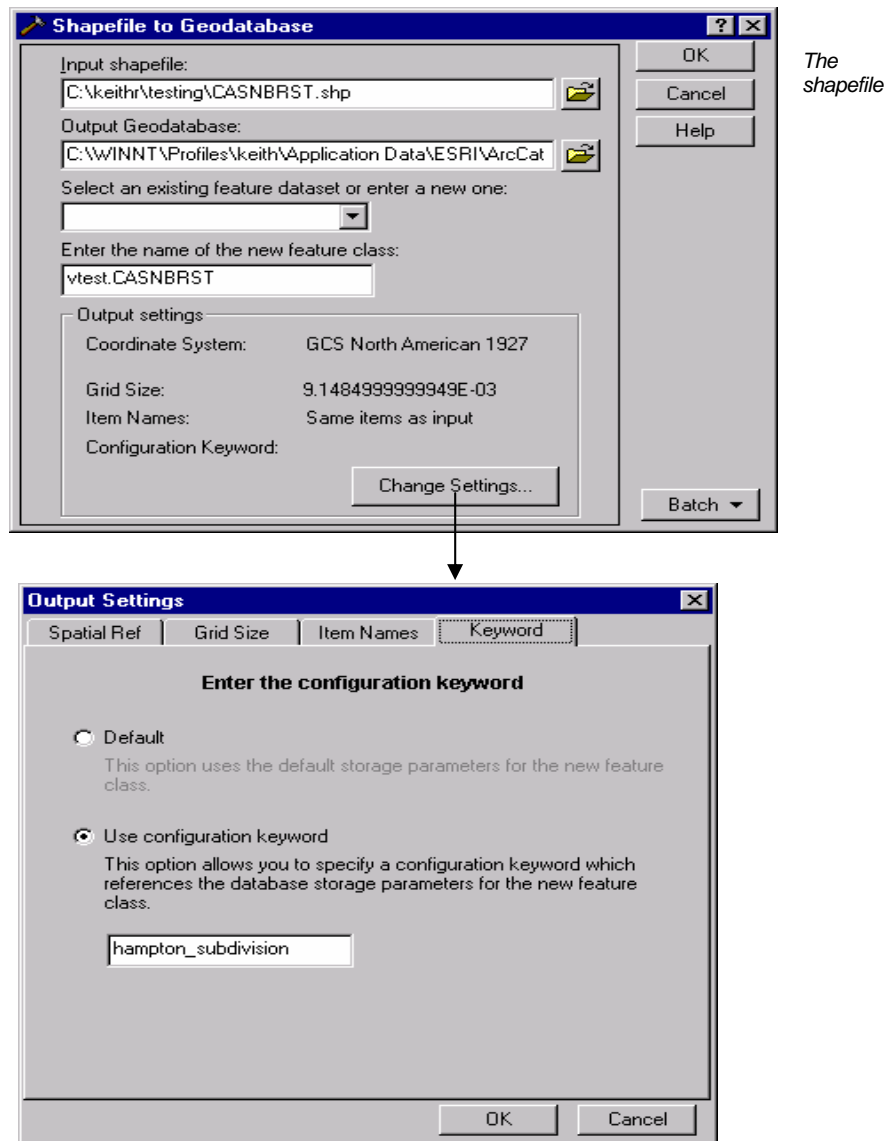 Shapefile to Geodatabase
Input shapefile:
C:\keithr\testing\CASNBRST.shp
Output Geodatabase:
C:\WINNT\Profiles\keith\Application Data\ESRI\ArcCat
Select an existing feature dataset or enter a new one:
Enter the name of the new feature class:
vtest.CASNBRST
Output settings
Coordinate System: GCS North American 1927
Grid Size: 9.1484999999949E-03
Item Names: Same items as input
Configuration Keyword:
Change Settings...
OK
Cancel
Help
Batch
The
shapefile
Output Settings
Spatial Ref Grid Size Item Names Keyword
Enter the configuration keyword
Default
This option uses the default storage parameters for the new feature
class.
Use configuration keyword
This option allows you to specify a configuration keyword which
references the database storage parameters for the new feature
class.
hampton_subdivision
OK Cancel